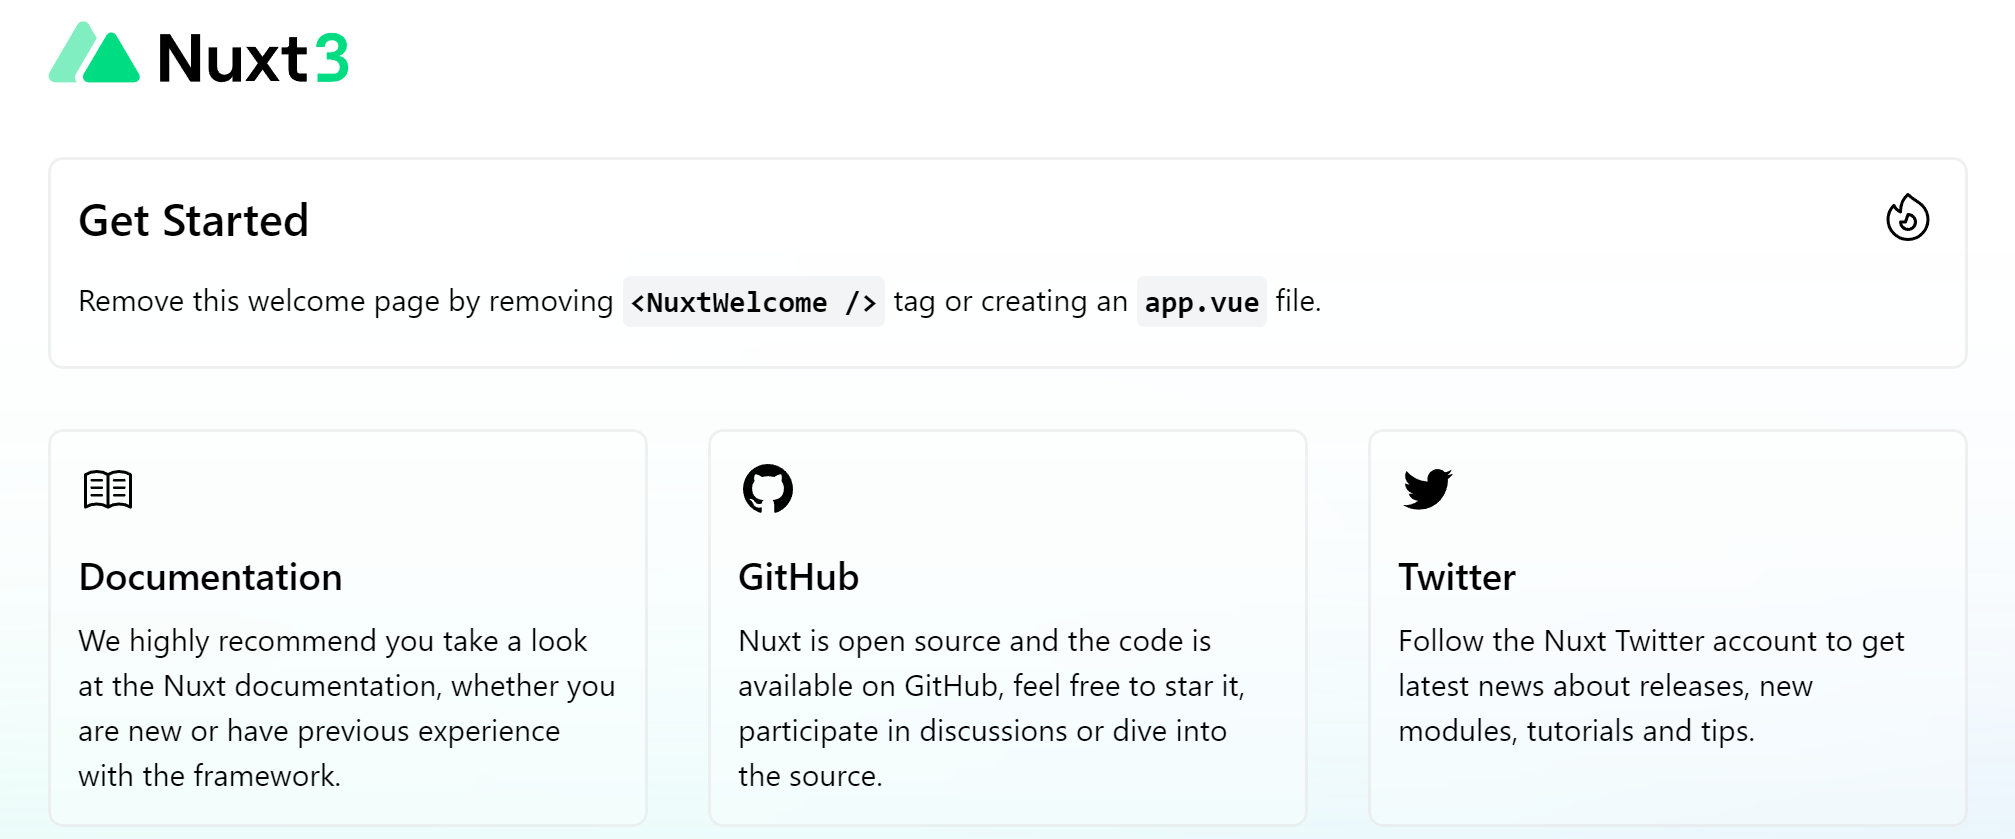 Nuxt3
Get Started
Remove this welcome page by removing <NuxtWelcome /> tag or creating an app.vue file.
Documentation
We highly recommend you take a look
at the Nuxt documentation, whether you
are new or have previous experience
with the framework.
GitHub
Nuxt is open source and the code is
available on GitHub, feel free to star it,
participate in discussions or dive into
the source.
Twitter
Follow the Nuxt Twitter account to get
latest news about releases, new
modules, tutorials and tips.